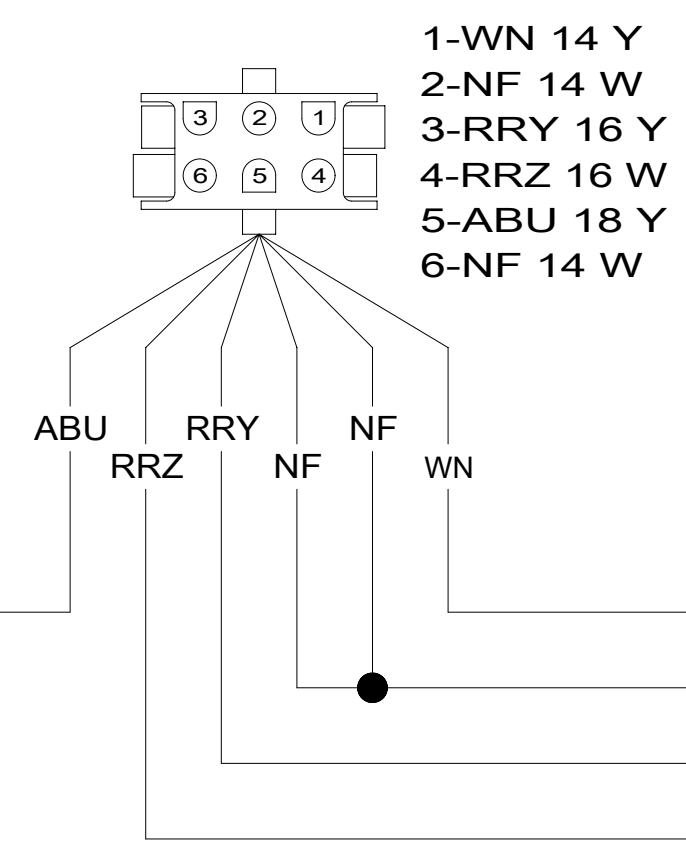 1-WN 14 Y
2-NF 14 W
3-RRY 16 Y
4-RRZ 16 W
5-ABU 18 Y
6-NF 14 W
3 2 1
6 5 4
ABU RRY NF
RRZ NF WN